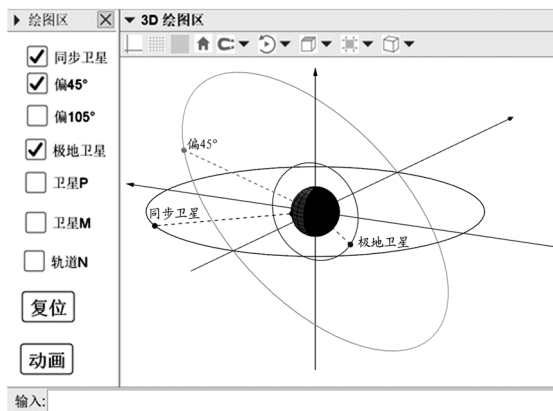 绘图区
3D 绘图区
同步卫星
偏45°
偏105°
极地卫星
卫星P
卫星M
轨道N
复位
动画
偏45°
同步卫星
极地卫星
输入: